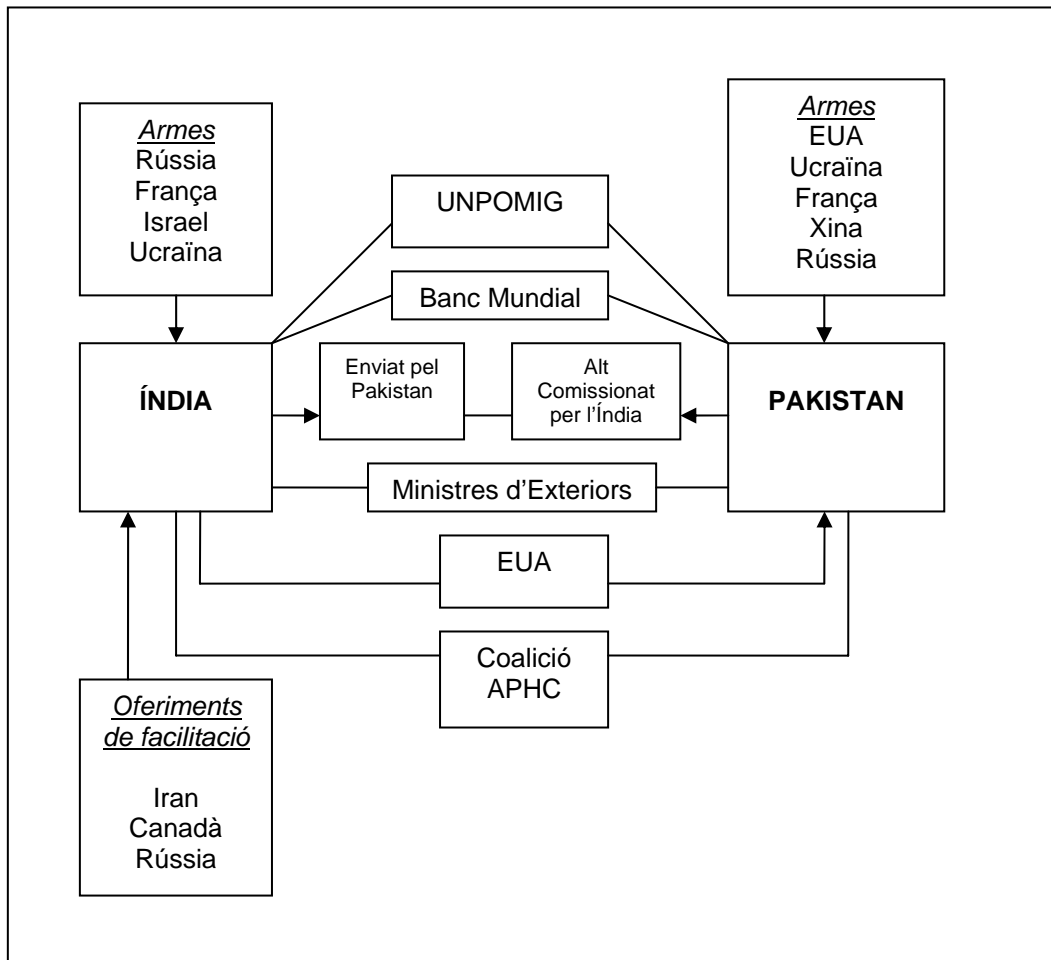 Armes
Rússia
França
Israel
Ucraïna
Armes
EUA
Ucraïna
França
Xina
Rússia
UNPOMIG
Banc Mundial
ÍNDIA
Enviat pel
Pakistan
Alt
Comissionat
per l’Índia
PAKISTAN
Ministres d’Exteriors
EUA
Coalició
APHC
Oferiments
de facilitació
Iran
Canadà
Rússia